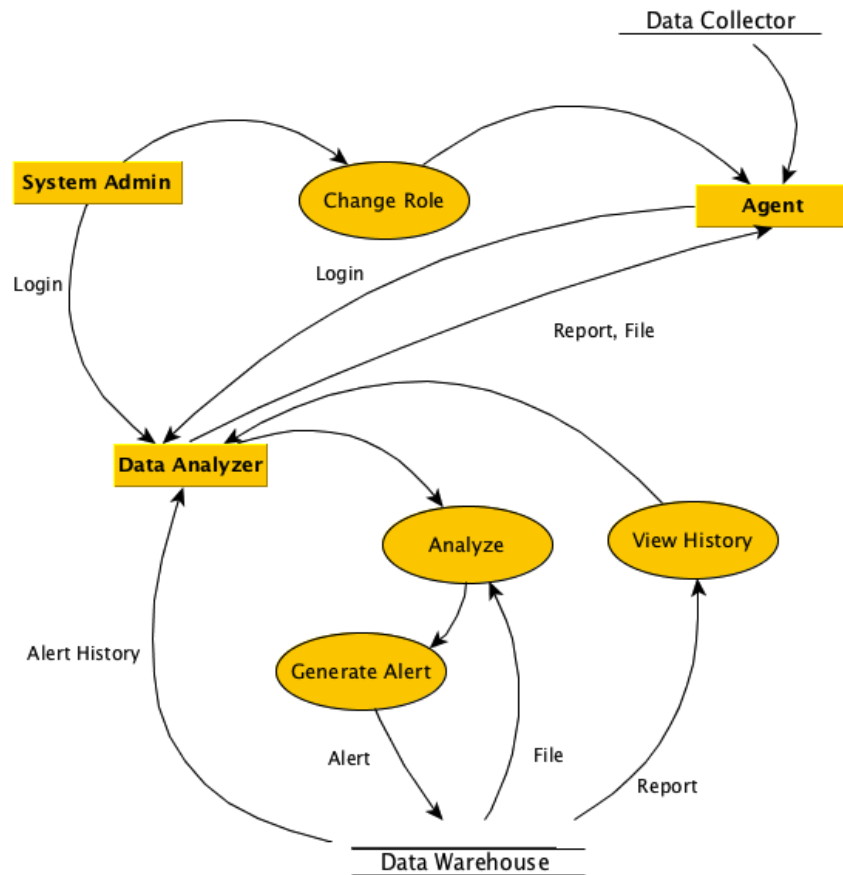 Data Collector
System Admin
Change Role
Agent
Login
Login
Report, File
Data Analyzer
Analyze
View History
Alert History
Generate Alert
Alert
File
Report
Data Warehouse